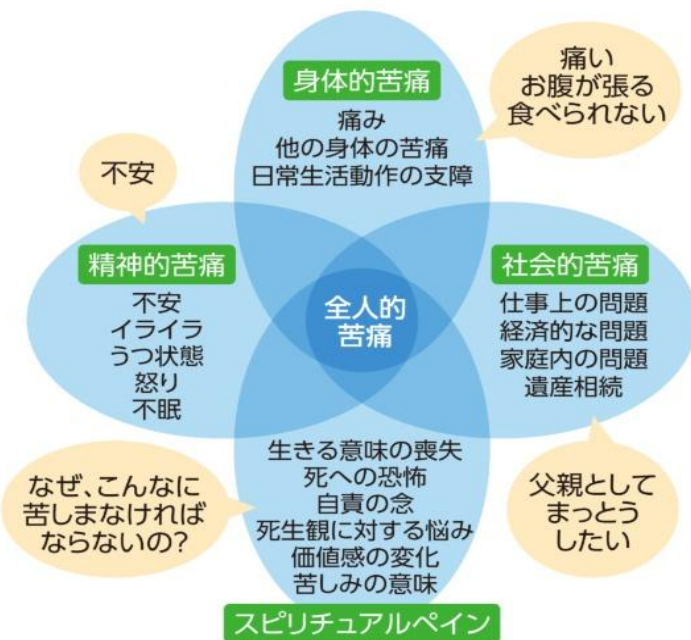 身体的苦痛
痛み
他の身体の苦痛
日常生活動作の支障
痛い
お腹が張る
食べられない
不安
精神的苦痛
不安
イライラ
うつ状態
怒り
不眠
全人的
苦痛
社会的苦痛
仕事上の問題
経済的な問題
家庭内の問題
遺産相続
なぜ、こんなに
苦しまなければ
ならないの?
生きる意味の喪失
死への恐怖
自責の念
死生観に対する悩み
価値感の変化
苦しみの意味
スピリチュアルペイン
父親として
まっとう
したい